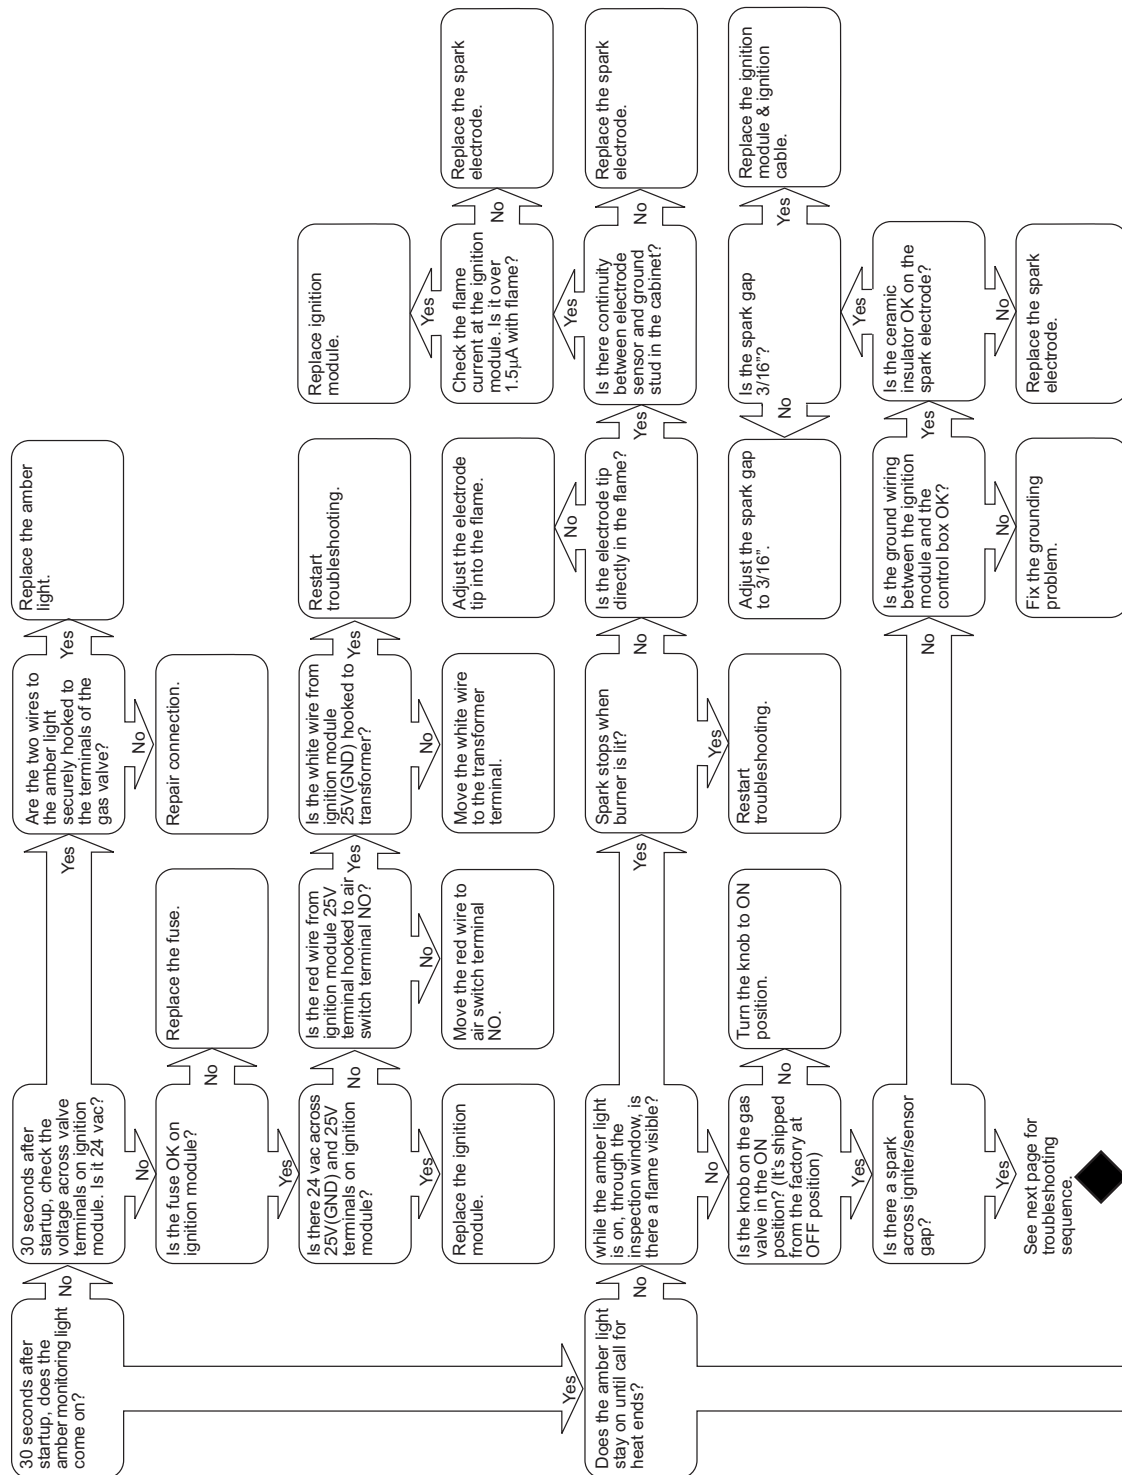 30 seconds after
startup, does the
amber monitoring light
come on?
No
30 seconds after
startup, check the
voltage across valve
terminals on ignition
module. Is it 24 vac?
Yes
Are the two wires to
the amber light
securely hooked to
the terminals of the
gas valve?
Yes
Replace the amber
light.
No
Repair connection.
No
Is the fuse OK on
ignition module?
No
Replace the fuse.
Yes
Is there 24 vac across
25V(GND) and 25V
terminals on ignition
module?
No
Is the red wire from
ignition module 25V
terminal hooked to air
switch terminal NO?
Yes
Is the white wire from
ignition module
25V(GND) hooked to
transformer?
Yes
Restart
troubleshooting.
Yes
Replace the ignition
module.
No
Move the red wire to
air switch terminal
NO.
No
Move the white wire
to the transformer
terminal.
Yes
Does the amber light
stay on until call for
heat ends?
No
while the amber light
is on, through the
inspection window, is
there a flame visible?
Yes
Spark stops when
burner is lit?
No
Is the electrode tip
directly in the flame?
Yes
Is there continuity
between electrode
sensor and ground
stud in the cabinet?
No
Replace the spark
electrode.
No
Adjust the electrode
tip into the flame.
Yes
Check the flame
current at the ignition
module. Is it over
1.5µA with flame?
No
Replace the spark
electrode.
Yes
Replace ignition
module.
Yes
Restart
troubleshooting.
No
Is the knob on the gas
valve in the ON
position? (It's shipped
from the factory at
OFF position)
No
Turn the knob to ON
position.
Yes
Is there a spark
across igniter/sensor
gap?
No
Is the ground wiring
between the ignition
module and the
control box OK?
Yes
Is the ceramic
insulator OK on the
spark electrode?
Yes
Is the spark gap
3/16"?
Yes
Replace the ignition
module & ignition
cable.
No
Adjust the spark gap
to 3/16".
No
Fix the grounding
problem.
No
Replace the spark
electrode.
Yes
See next page for
troubleshooting
sequence.